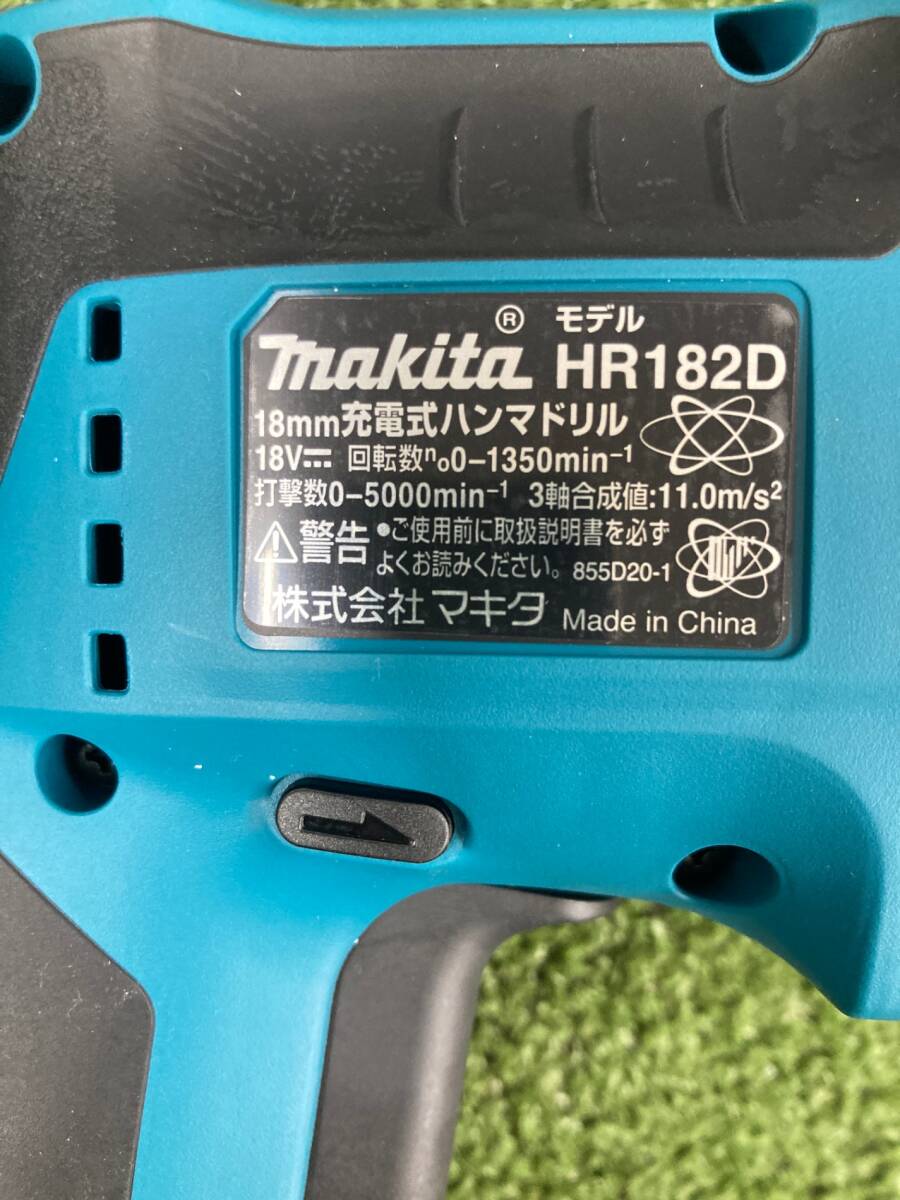 makita® モデル HR182D
18mm充電式ハンマドリル
18V⎓ 回転数n₀0-1350min⁻¹
打撃数0-5000min⁻¹ 3軸合成値:11.0m/s²
⚠警告 •ご使用前に取扱説明書を必ず
よくお読みください。 855D20-1
株式会社マキタ Made in China